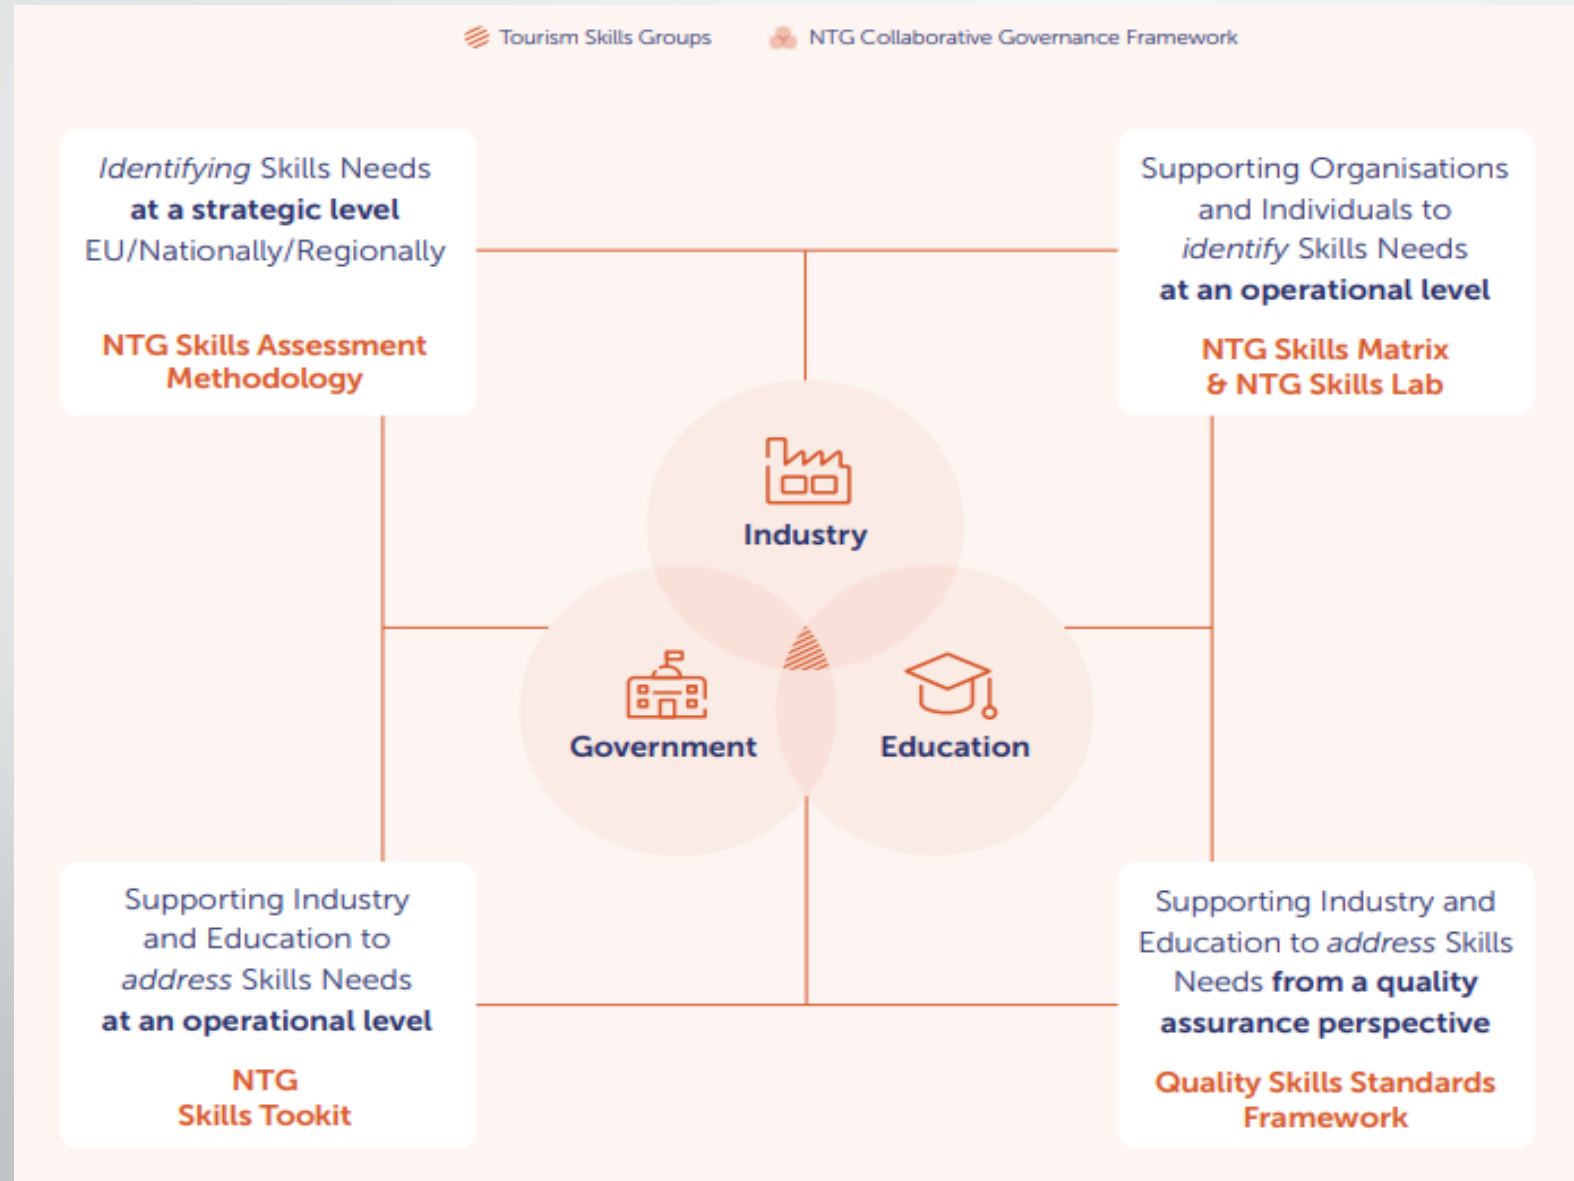 Tourism Skills Groups
NTG Collaborative Governance Framework
Identifying Skills Needs
at a strategic level
EU/Nationally/Regionally
NTG Skills Assessment
Methodology
Supporting Organisations
and Individuals to
identify Skills Needs
at an operational level
NTG Skills Matrix
& NTG Skills Lab
Industry
Government
Education
Supporting Industry
and Education to
address Skills Needs
at an operational level
NTG
Skills Tookit
Supporting Industry and
Education to address Skills
Needs from a quality
assurance perspective
Quality Skills Standards
Framework